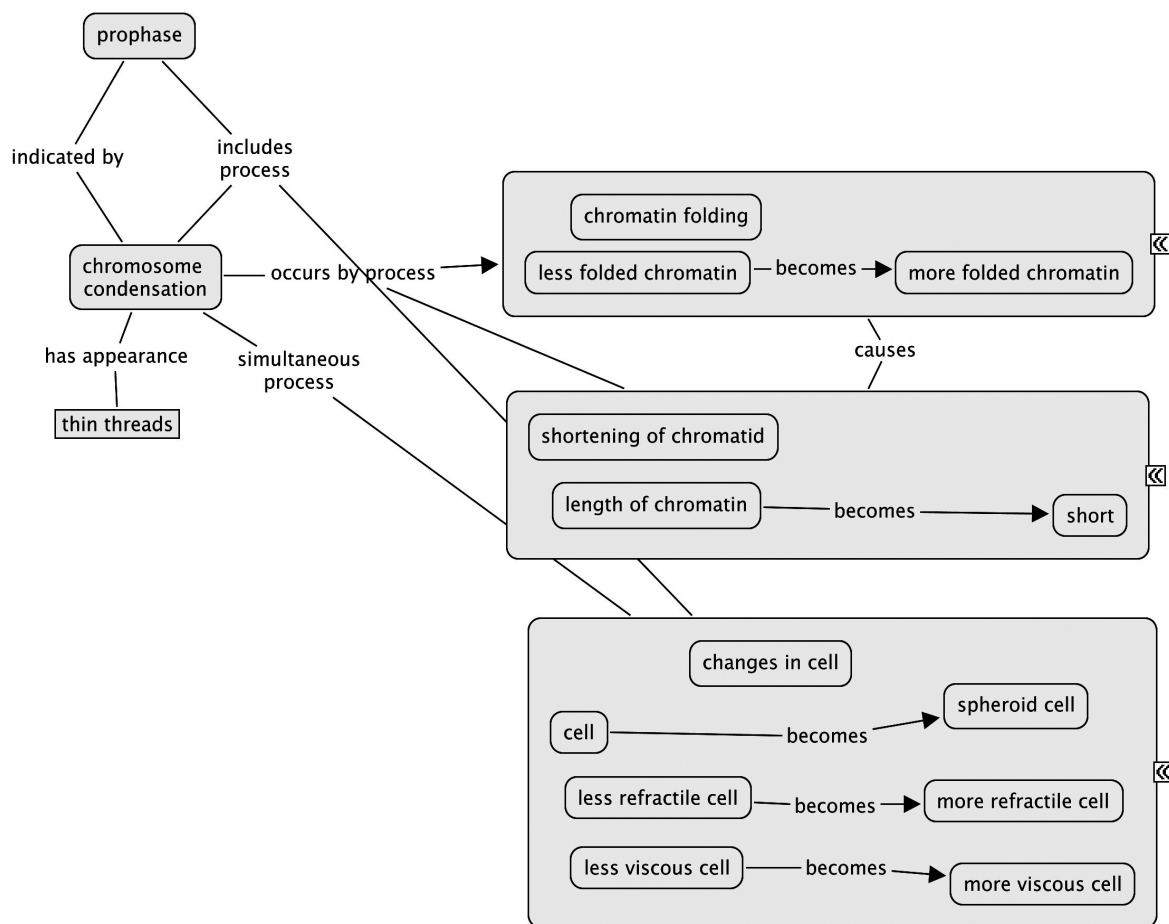 prophase
indicated by
includes
process
chromosome
condensation
occurs by process
has appearance
thin threads
simultaneous
process
chromatin folding
less folded chromatin
becomes
more folded chromatin
causes
shortening of chromatid
length of chromatin
becomes
short
changes in cell
cell
becomes
spheroid cell
less refractile cell
becomes
more refractile cell
less viscous cell
becomes
more viscous cell